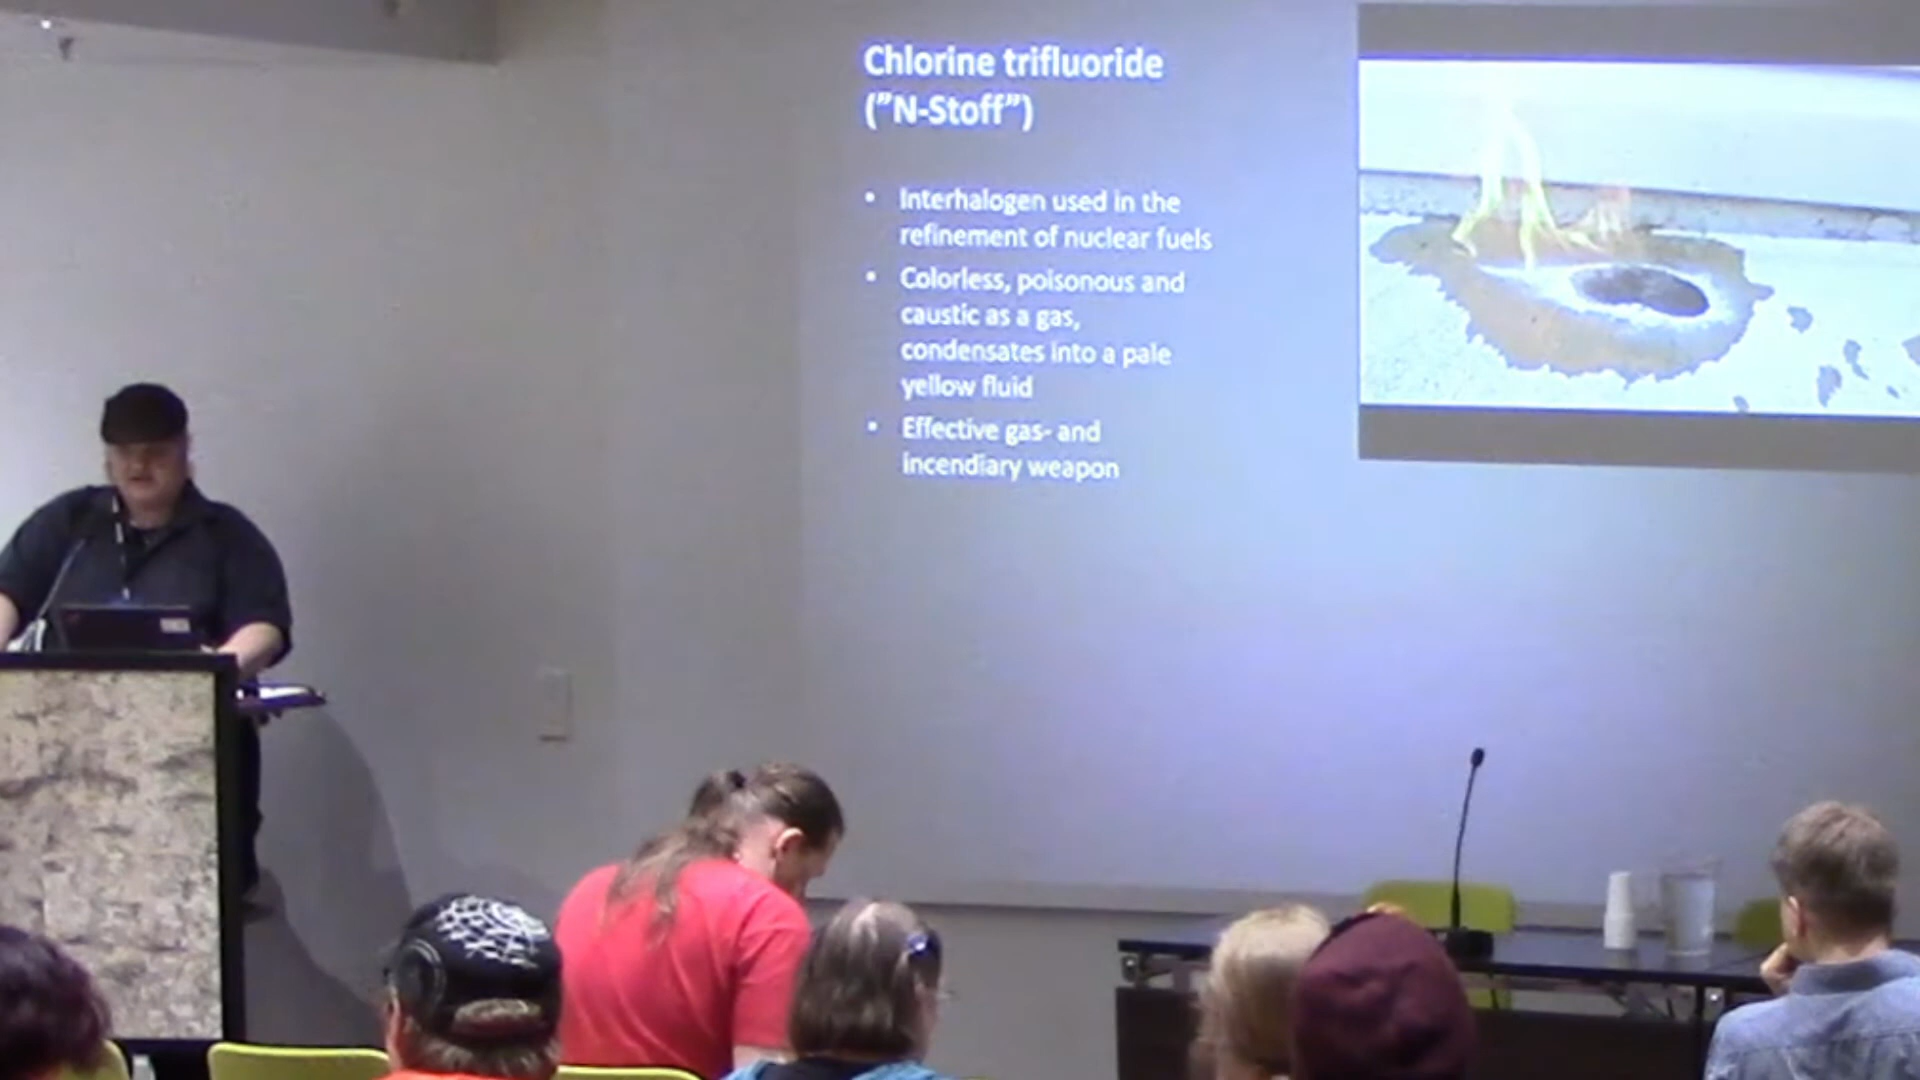 Chlorine trifluoride
(”N-Stoff”)
• Interhalogen used in the
refinement of nuclear fuels
• Colorless, poisonous and
caustic as a gas,
condensates into a pale
yellow fluid
• Effective gas- and
incendiary weapon